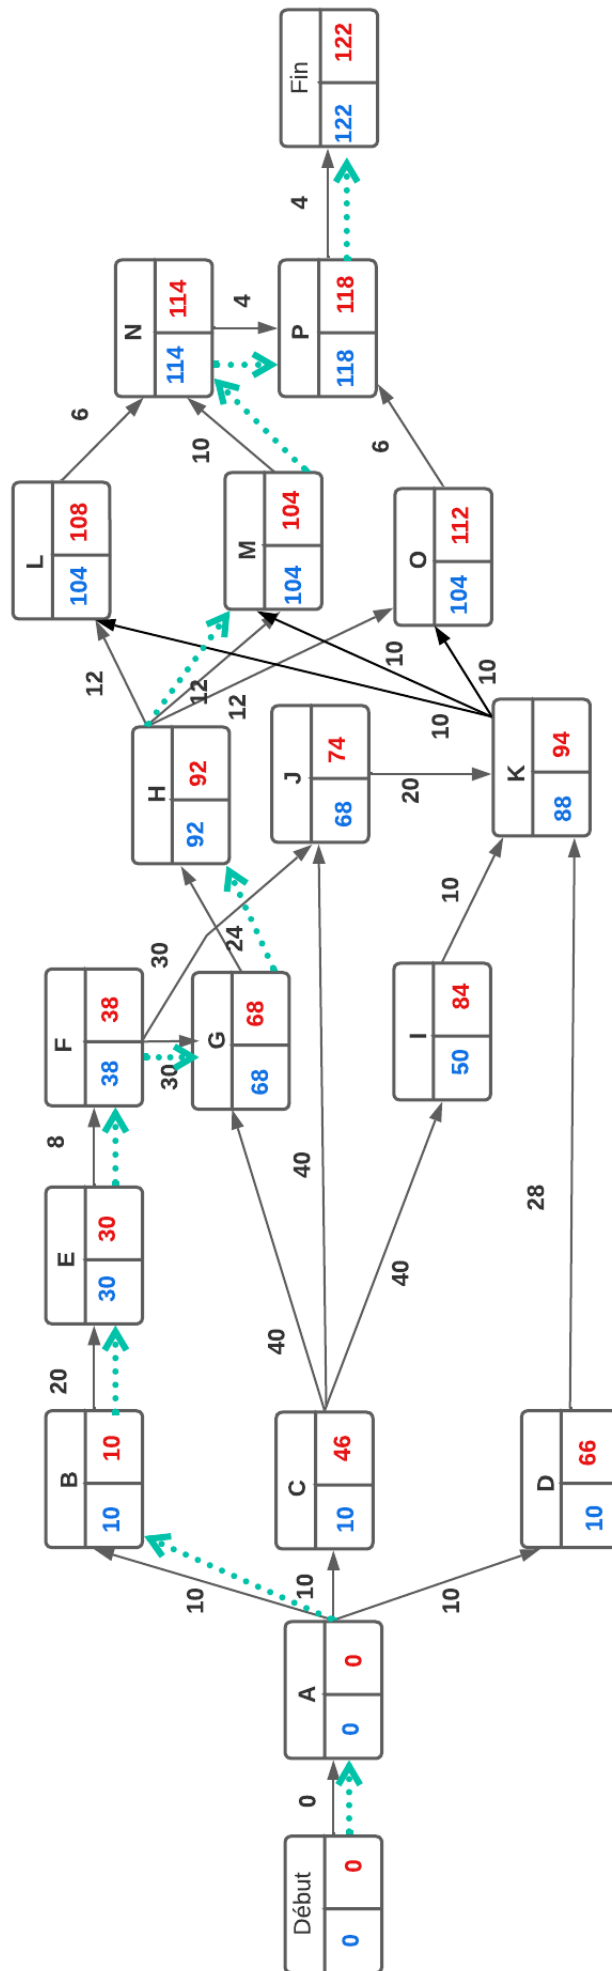 Début
0 0
0
A
0 0
10
10
10
B
10 10
C
10 46
D
10 66
20
40
40
40
28
E
30 30
8
F
38 38
30
30
G
68 68
24
I
50 84
10
H
92 92
J
68 74
20
K
88 94
12
12
12
10
10
10
L
104 108
M
104 104
O
104 112
6
10
6
N
114 114
4
P
118 118
4
Fin
122 122